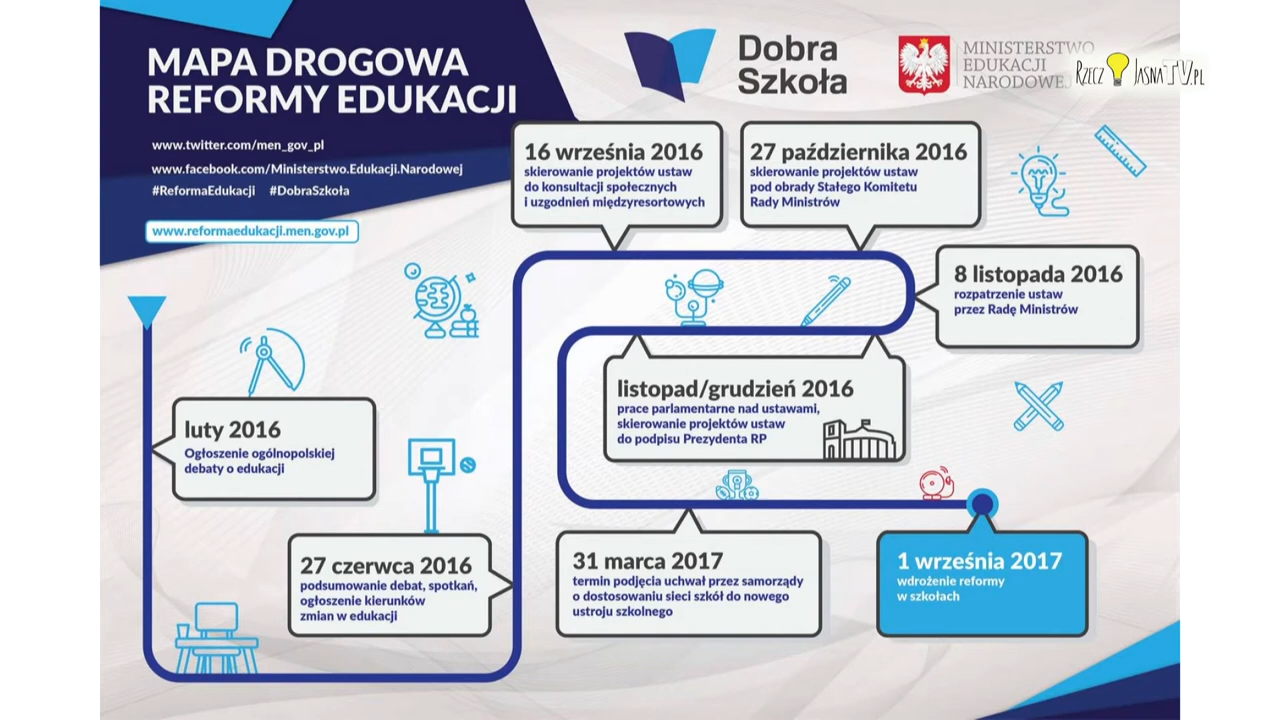 MAPA DROGOWA
REFORMY EDUKACJI
www.twitter.com/men_gov_pl
www.facebook.com/Ministerstwo.Edukacji.Narodowej
#ReformaEdukacji #DobraSzkoła
www.reformaedukacji.men.gov.pl
Dobra
Szkoła
MINISTERSTWO
EDUKACJI
NARODOWEJ
RZECZ JASNA TV.PL
16 września 2016
skierowanie projektów ustaw
do konsultacji społecznych
i uzgodnień międzyresortowych
27 października 2016
skierowanie projektów ustaw
pod obrady Stałego Komitetu
Rady Ministrów
8 listopada 2016
rozpatrzenie ustaw
przez Radę Ministrów
listopad/grudzień 2016
prace parlamentarne nad ustawami,
skierowanie projektów ustaw
do podpisu Prezydenta RP
luty 2016
Ogłoszenie ogólnopolskiej
debaty o edukacji
27 czerwca 2016
podsumowanie debat, spotkań,
ogłoszenie kierunków
zmian w edukacji
31 marca 2017
termin podjęcia uchwał przez samorządy
o dostosowaniu sieci szkół do nowego
ustroju szkolnego
1 września 2017
wdrożenie reformy
w szkołach